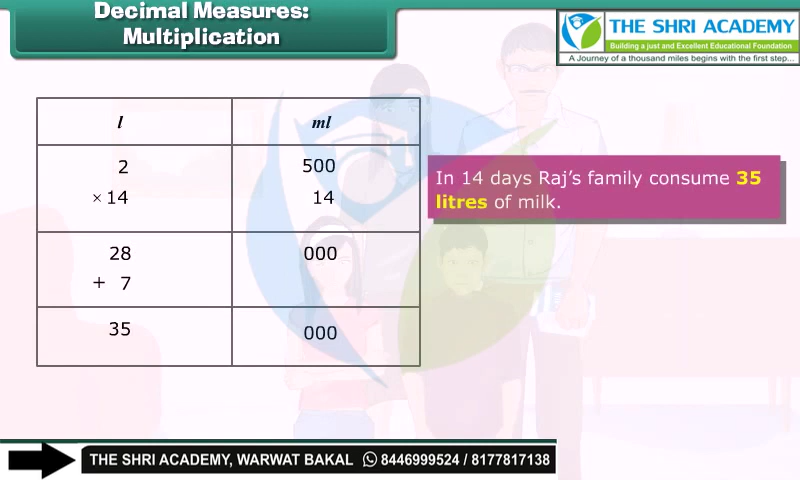 Decimal Measures:
Multiplication
THE SHRI ACADEMY
Building a just and Excellent Educational Foundation
A Journey of a thousand miles begins with the first step...
l ml
2 500
× 14 14
28 000
+ 7
35 000
In 14 days Raj’s family consume 35
litres of milk.
THE SHRI ACADEMY, WARWAT BAKAL 8446999524 / 8177817138